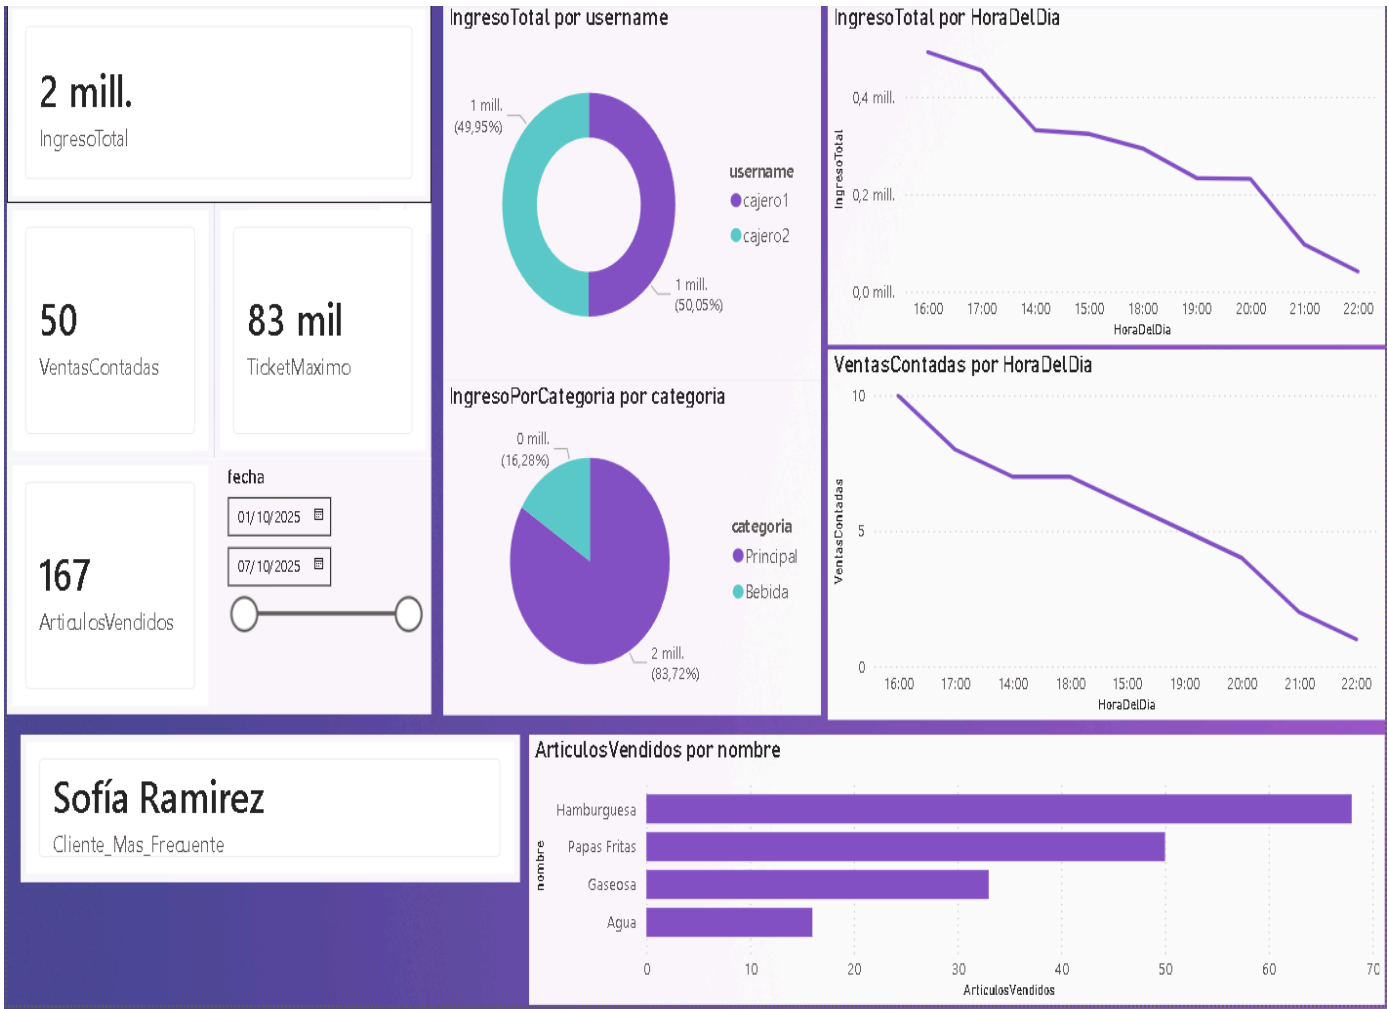 2 mill.
IngresoTotal
50
VentasContadas
83 mil
TicketMaximo
167
ArticulosVendidos
fecha
01/10/2025
07/10/2025
IngresoTotal por username
1 mill.
(49,95%)
1 mill.
(50,05%)
username
cajero1
cajero2
IngresoPorCategoria por categoria
0 mill.
(16,28%)
2 mill.
(83,72%)
categoria
Principal
Bebida
IngresoTotal por HoraDelDia
IngresoTotal
0,4 mill.
0,2 mill.
0,0 mill.
16:00 17:00 14:00 15:00 18:00 19:00 20:00 21:00 22:00
HoraDelDia
VentasContadas por HoraDelDia
VentasContadas
10
5
0
16:00 17:00 14:00 18:00 15:00 19:00 20:00 21:00 22:00
HoraDelDia
Sofía Ramirez
Cliente_Mas_Frecuente
ArticulosVendidos por nombre
nombre
Hamburguesa
Papas Fritas
Gaseosa
Agua
0 10 20 30 40 50 60 70
ArticulosVendidos